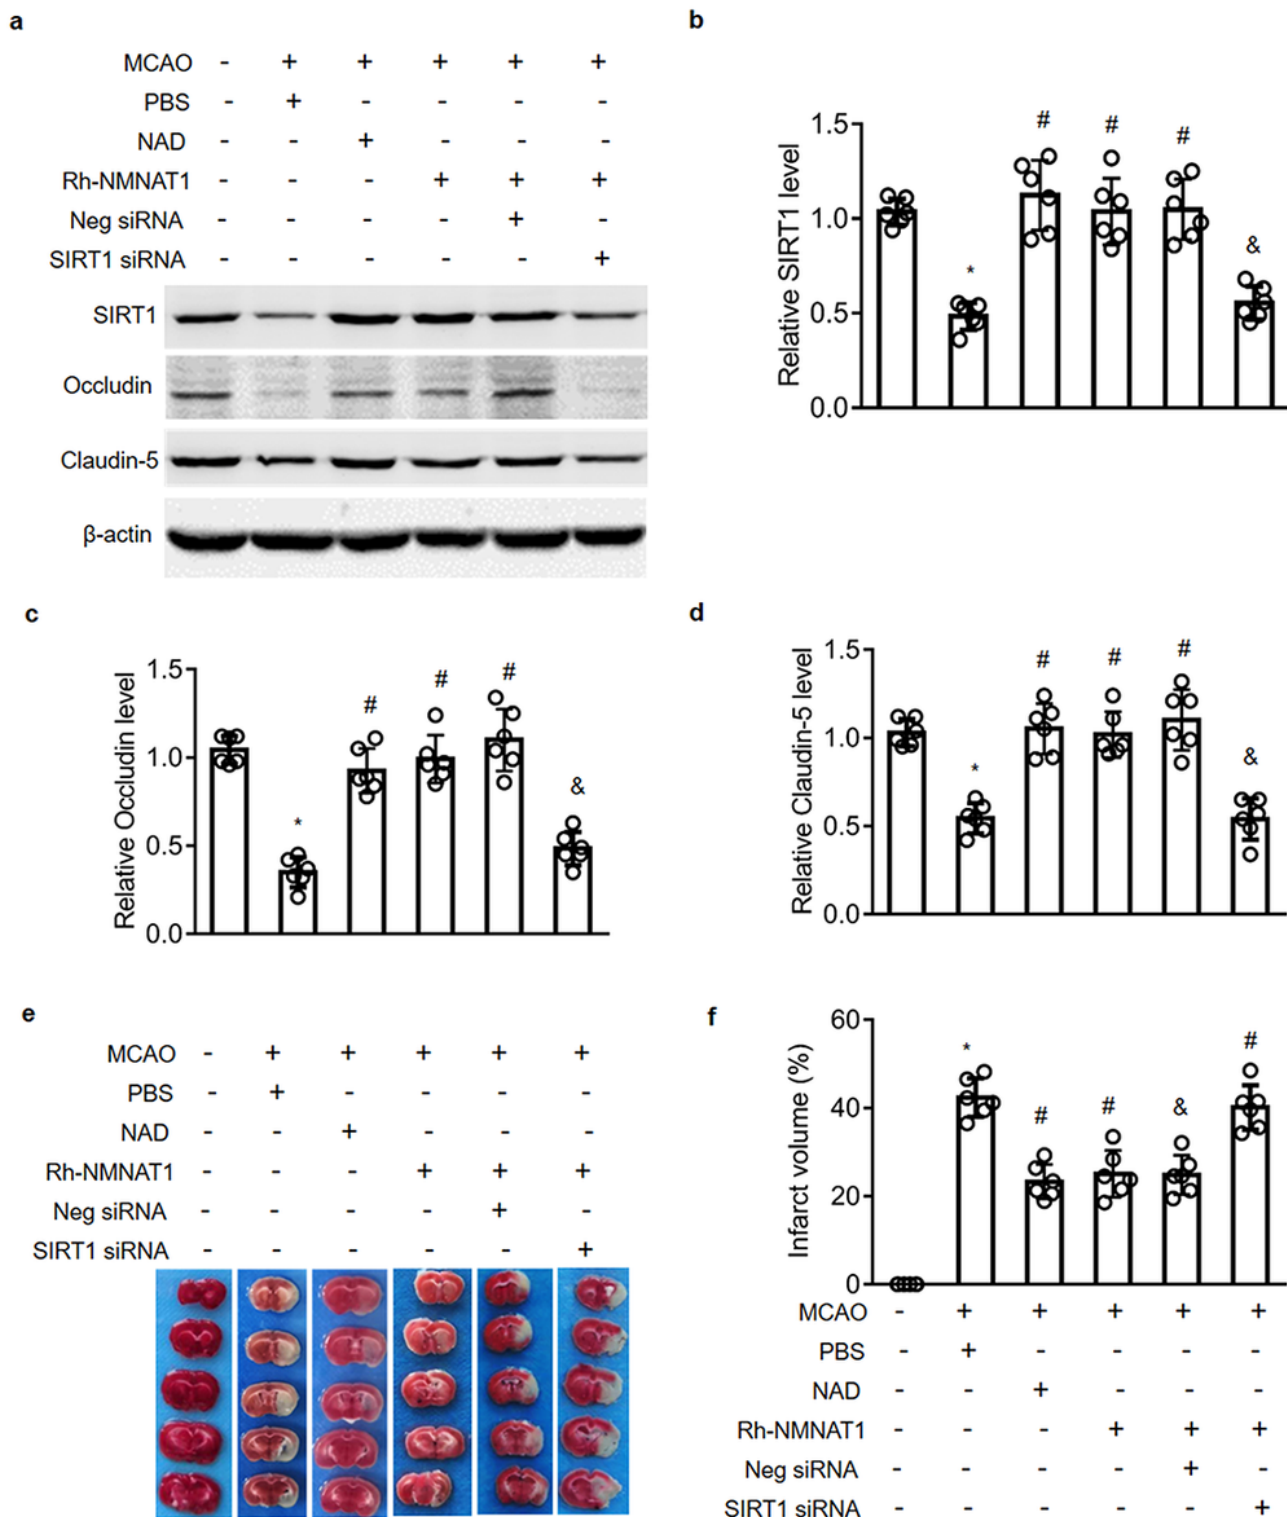 a
MCAO - + + + + +
PBS - + - - - -
NAD - - + - - -
Rh-NMNAT1 - - - + + +
Neg siRNA - - - - + -
SIRT1 siRNA - - - - - +
SIRT1
Occludin
Claudin-5
β-actin
b
Relative SIRT1 level
1.5
1.0
0.5
0.0
* # # # &
c
Relative Occludin level
1.5
1.0
0.5
0.0
* # # # &
d
Relative Claudin-5 level
1.5
1.0
0.5
0.0
* # # # &
e
MCAO - + + + + +
PBS - + - - - -
NAD - - + - - -
Rh-NMNAT1 - - - + + +
Neg siRNA - - - - + -
SIRT1 siRNA - - - - - +
f
Infarct volume (%)
60
40
20
0
* # # & #
MCAO - + + + + +
PBS - + - - - -
NAD - - + - - -
Rh-NMNAT1 - - - + + +
Neg siRNA - - - - + -
SIRT1 siRNA - - - - - +